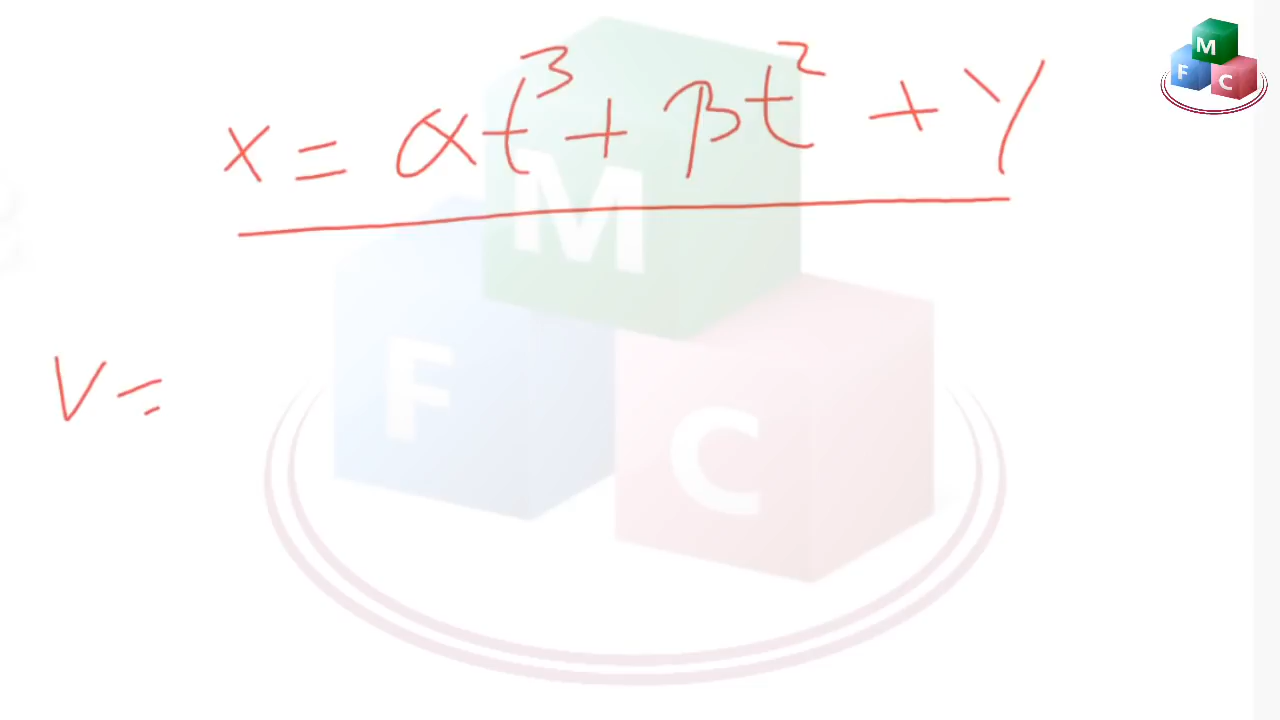 x = αt³ + βt² + γ
V =
M
F C
M
F C